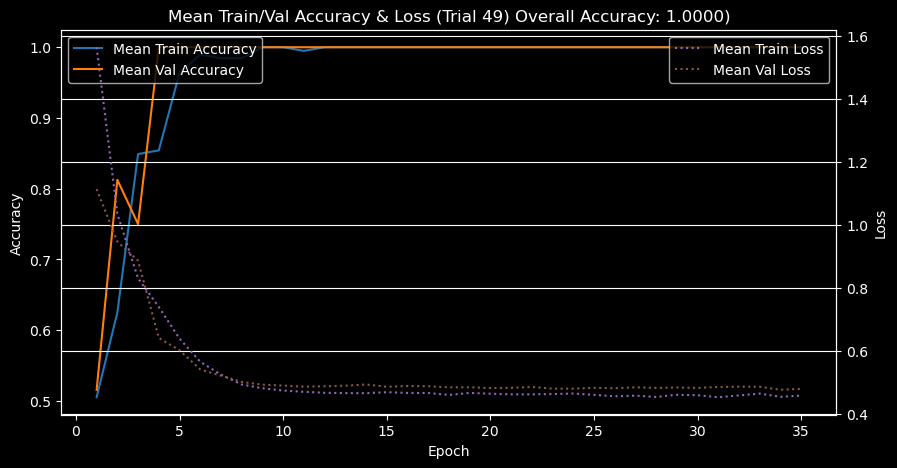 Mean Train/Val Accuracy & Loss (Trial 49) Overall Accuracy: 1.0000)
Mean Train Accuracy
Mean Val Accuracy
Mean Train Loss
Mean Val Loss
1.0
0.9
0.8
0.7
0.6
0.5
Accuracy
1.6
1.4
1.2
1.0
0.8
0.6
0.4
Loss
0 5 10 15 20 25 30 35
Epoch